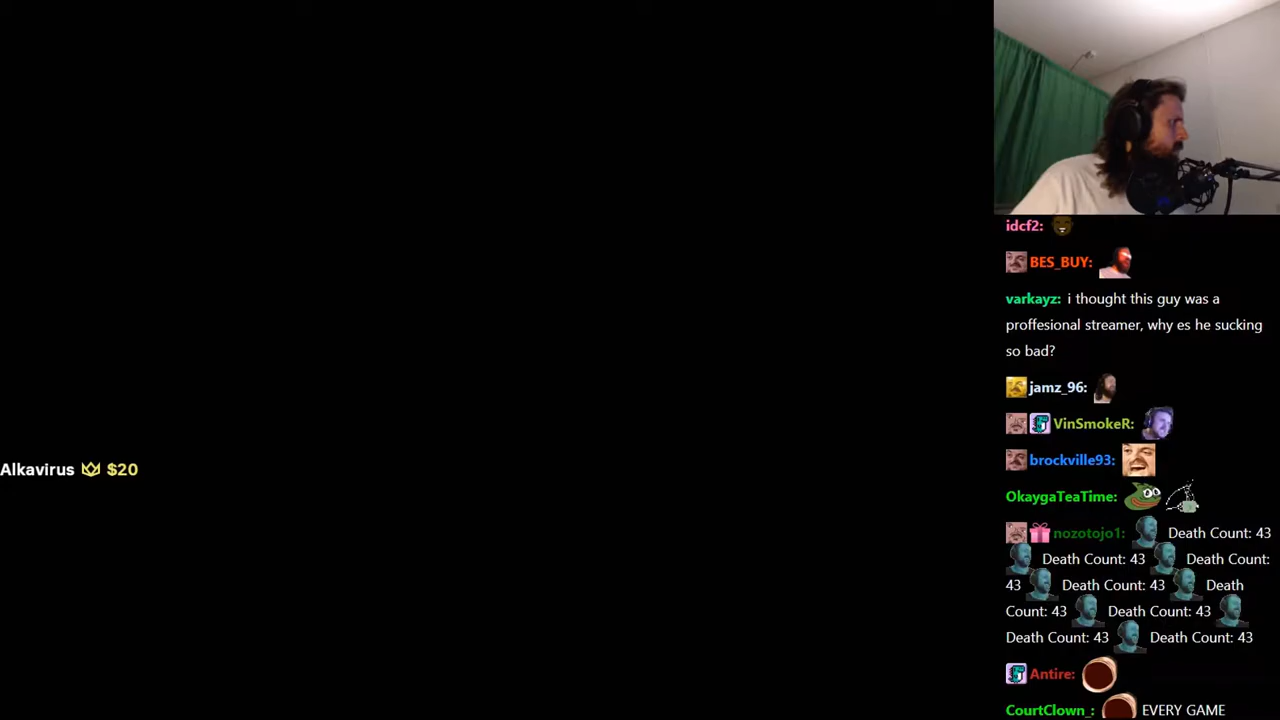 Alkavirus $20
idcf2:
BES_BUY:
varkayz: i thought this guy was a
proffesional streamer, why es he sucking
so bad?
jamz_96:
VinSmokeR:
brockville93:
OkaygaTeaTime:
nozotojo1: Death Count: 43
Death Count: 43 Death Count:
43 Death Count: 43 Death
Count: 43 Death Count: 43
Death Count: 43 Death Count: 43
Antire:
CourtClown_: EVERY GAME